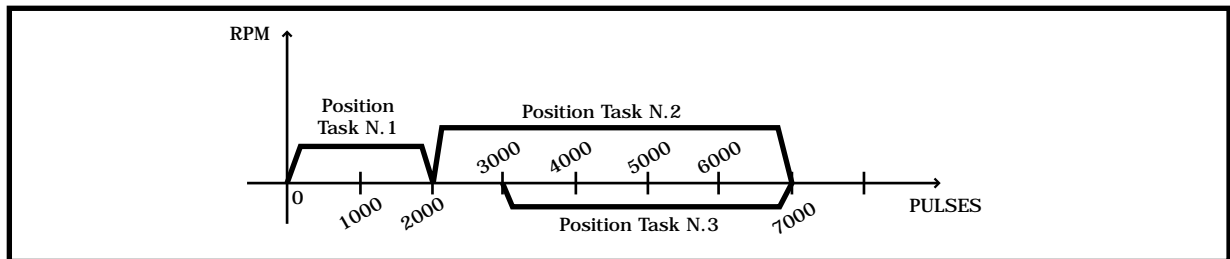 RPM
Position
Task N.1
Position Task N.2
3000
4000
5000
6000
0
1000
2000
7000
PULSES
Position Task N.3